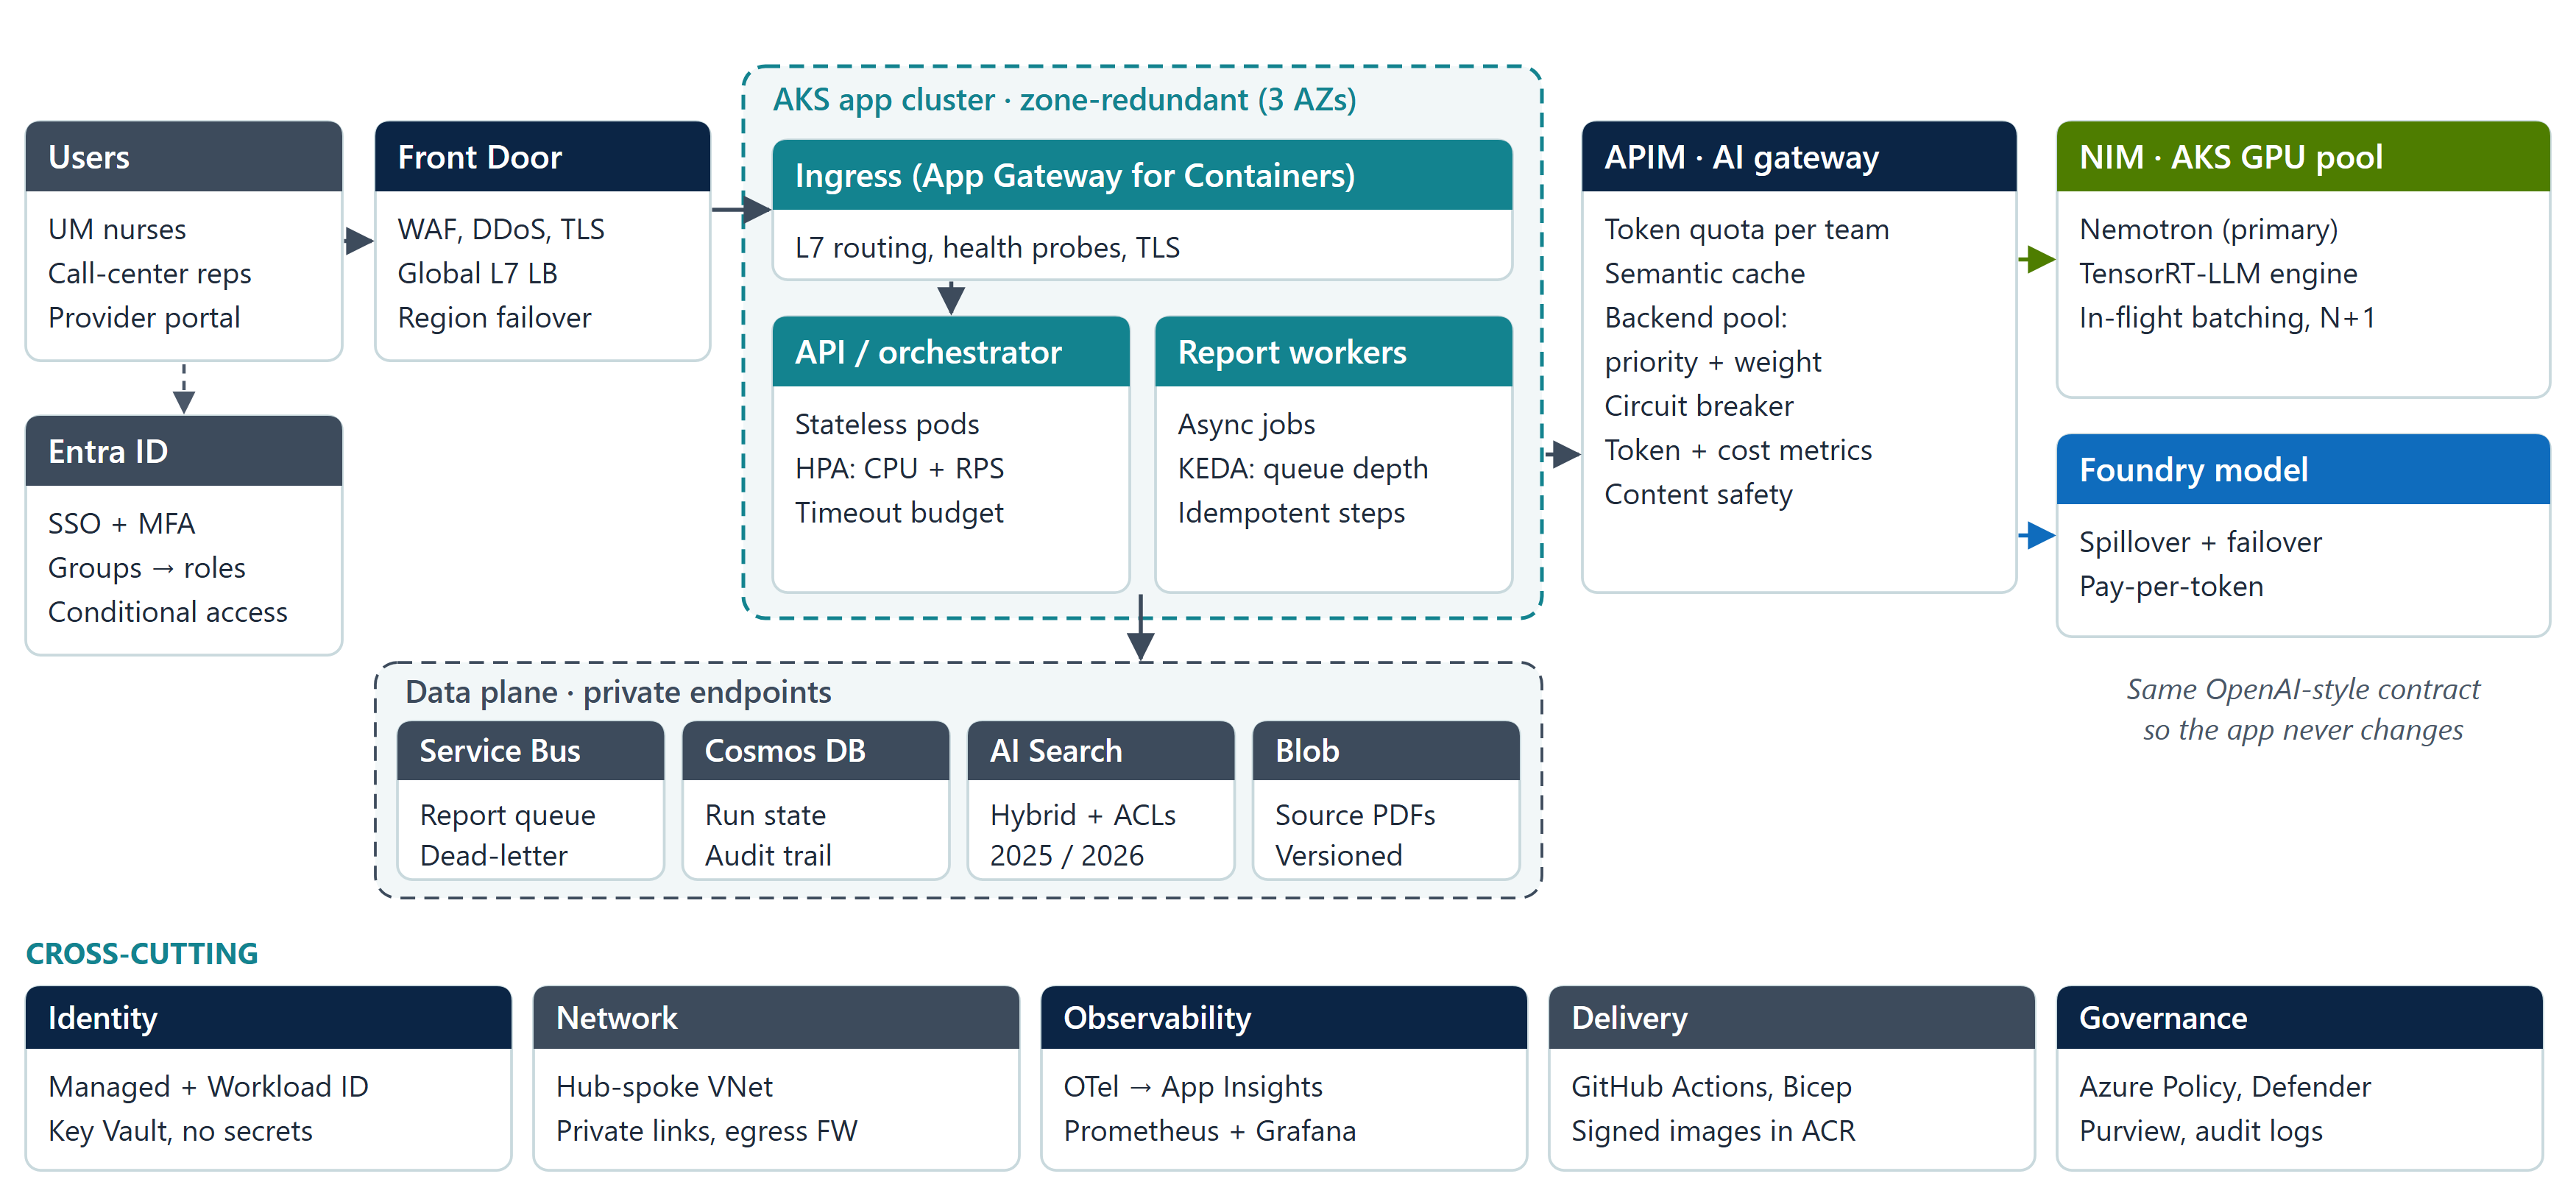 AKS app cluster · zone-redundant (3 AZs)
Users
UM nurses
Call-center reps
Provider portal
Front Door
WAF, DDoS, TLS
Global L7 LB
Region failover
Ingress (App Gateway for Containers)
L7 routing, health probes, TLS
API / orchestrator
Stateless pods
HPA: CPU + RPS
Timeout budget
Report workers
Async jobs
KEDA: queue depth
Idempotent steps
APIM · AI gateway
Token quota per team
Semantic cache
Backend pool:
priority + weight
Circuit breaker
Token + cost metrics
Content safety
NIM · AKS GPU pool
Nemotron (primary)
TensorRT-LLM engine
In-flight batching, N+1
Foundry model
Spillover + failover
Pay-per-token
Same OpenAI-style contract
so the app never changes
Entra ID
SSO + MFA
Groups → roles
Conditional access
Data plane · private endpoints
Service Bus
Report queue
Dead-letter
Cosmos DB
Run state
Audit trail
AI Search
Hybrid + ACLs
2025 / 2026
Blob
Source PDFs
Versioned
CROSS-CUTTING
Identity
Managed + Workload ID
Key Vault, no secrets
Network
Hub-spoke VNet
Private links, egress FW
Observability
OTel → App Insights
Prometheus + Grafana
Delivery
GitHub Actions, Bicep
Signed images in ACR
Governance
Azure Policy, Defender
Purview, audit logs